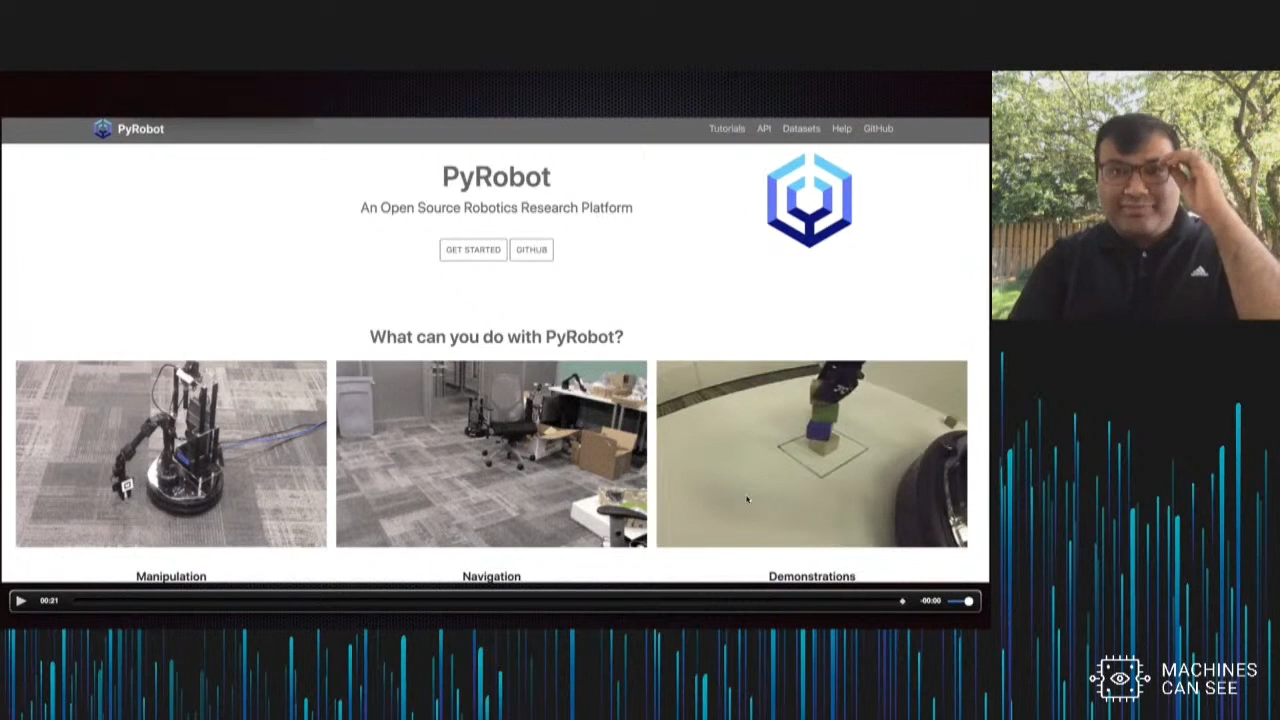 PyRobot
Tutorials API Datasets Help GitHub
PyRobot
An Open Source Robotics Research Platform
GET STARTED GITHUB
What can you do with PyRobot?
Manipulation Navigation Demonstrations
00:21 -00:00
MACHINES
CAN SEE